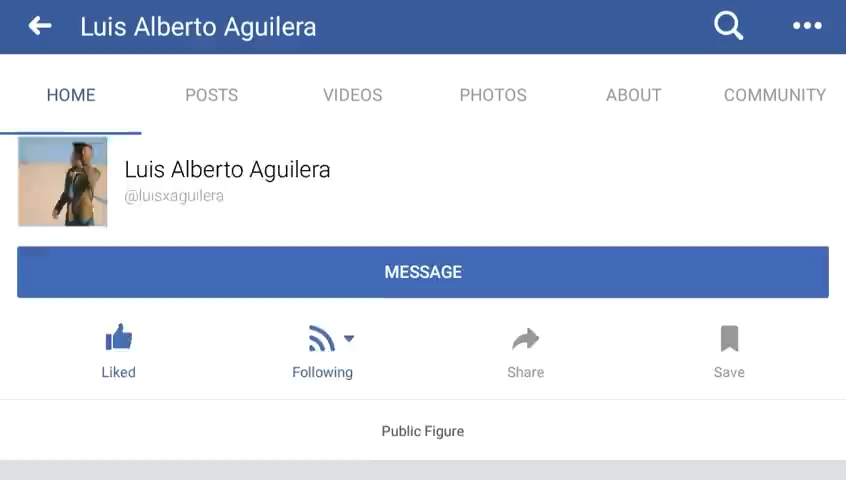 Luis Alberto Aguilera
HOME POSTS VIDEOS PHOTOS ABOUT COMMUNITY
Luis Alberto Aguilera
@luisxaguilera
MESSAGE
Liked Following Share Save
Public Figure